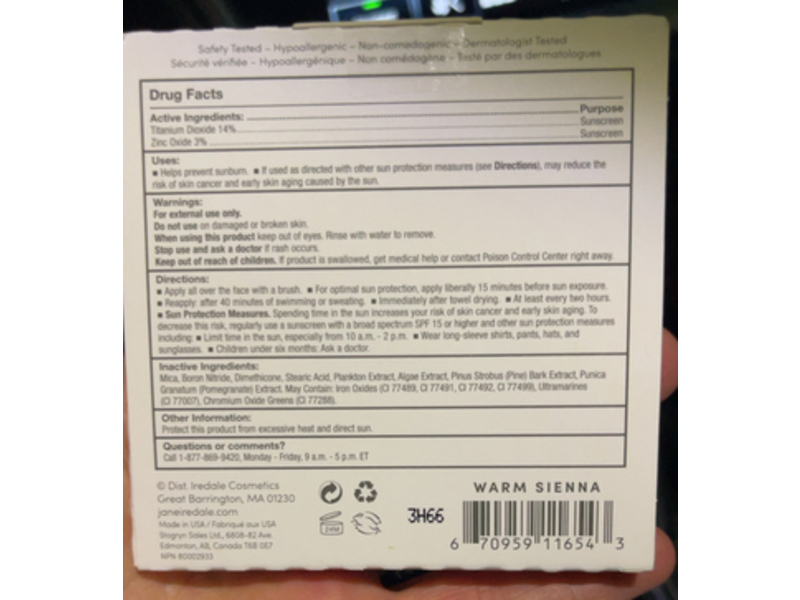 Safety Tested – Hypoallergenic – Non-comedogenic – Dermatologist Tested
Sécurité vérifiée – Hypoallergénique – Non comédogène – Testé par des dermatologues
Drug Facts
Active Ingredients: Purpose
Titanium Dioxide 14% Sunscreen
Zinc Oxide 3% Sunscreen
Uses:
■ Helps prevent sunburn. ■ If used as directed with other sun protection measures (see Directions), may reduce the
risk of skin cancer and early skin aging caused by the sun.
Warnings:
For external use only.
Do not use on damaged or broken skin.
When using this product keep out of eyes. Rinse with water to remove.
Stop use and ask a doctor if rash occurs.
Keep out of reach of children. If product is swallowed, get medical help or contact Poison Control Center right away.
Directions:
■ Apply all over the face with a brush. ■ For optimal sun protection, apply liberally 15 minutes before sun exposure.
■ Reapply: after 40 minutes of swimming or sweating. ■ Immediately after towel drying. ■ At least every two hours.
■ Sun Protection Measures. Spending time in the sun increases your risk of skin cancer and early skin aging. To
decrease this risk, regularly use a sunscreen with a broad spectrum SPF 15 or higher and other sun protection measures
including: ■ Limit time in the sun, especially from 10 a.m. - 2 p.m. ■ Wear long-sleeve shirts, pants, hats, and
sunglasses. ■ Children under six months: Ask a doctor.
Inactive Ingredients:
Mica, Boron Nitride, Dimethicone, Stearic Acid, Plankton Extract, Algae Extract, Pinus Strobus (Pine) Bark Extract, Punica
Granatum (Pomegranate) Extract. May Contain: Iron Oxides (CI 77489, CI 77491, CI 77492, CI 77499), Ultramarines
(CI 77007), Chromium Oxide Greens (CI 77288).
Other Information:
Protect this product from excessive heat and direct sun.
Questions or comments?
Call 1-877-869-9420, Monday - Friday, 9 a.m. - 5 p.m. ET
© Dist. Iredale Cosmetics
Great Barrington, MA 01230
janeiredale.com
Made in USA / Fabriqué aux USA
Stogryn Sales Ltd., 6808-82 Ave.
Edmonton, AB, Canada T6B 0E7
NPN 80002933
24M
3H66
WARM SIENNA
6 70959 11654 3